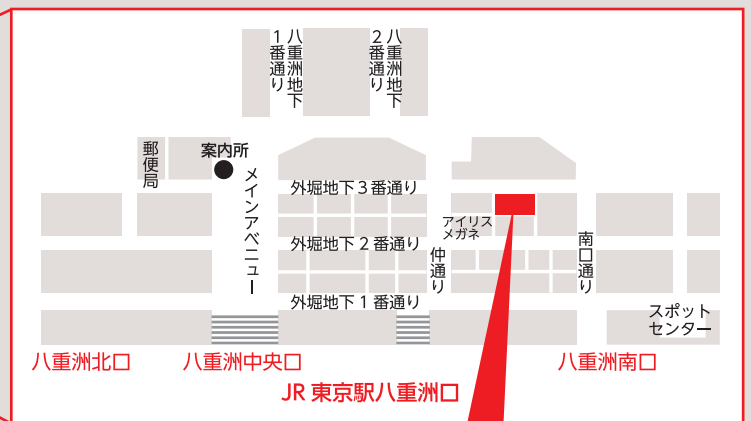 八重洲地下
1番通り
八重洲地下
2番通り
郵便局
案内所
メインアベニュー
外堀地下3番通り
アイリス
メガネ
外堀地下2番通り
仲通り
南口通り
外堀地下1番通り
スポット
センター
八重洲北口
八重洲中央口
八重洲南口
JR 東京駅八重洲口